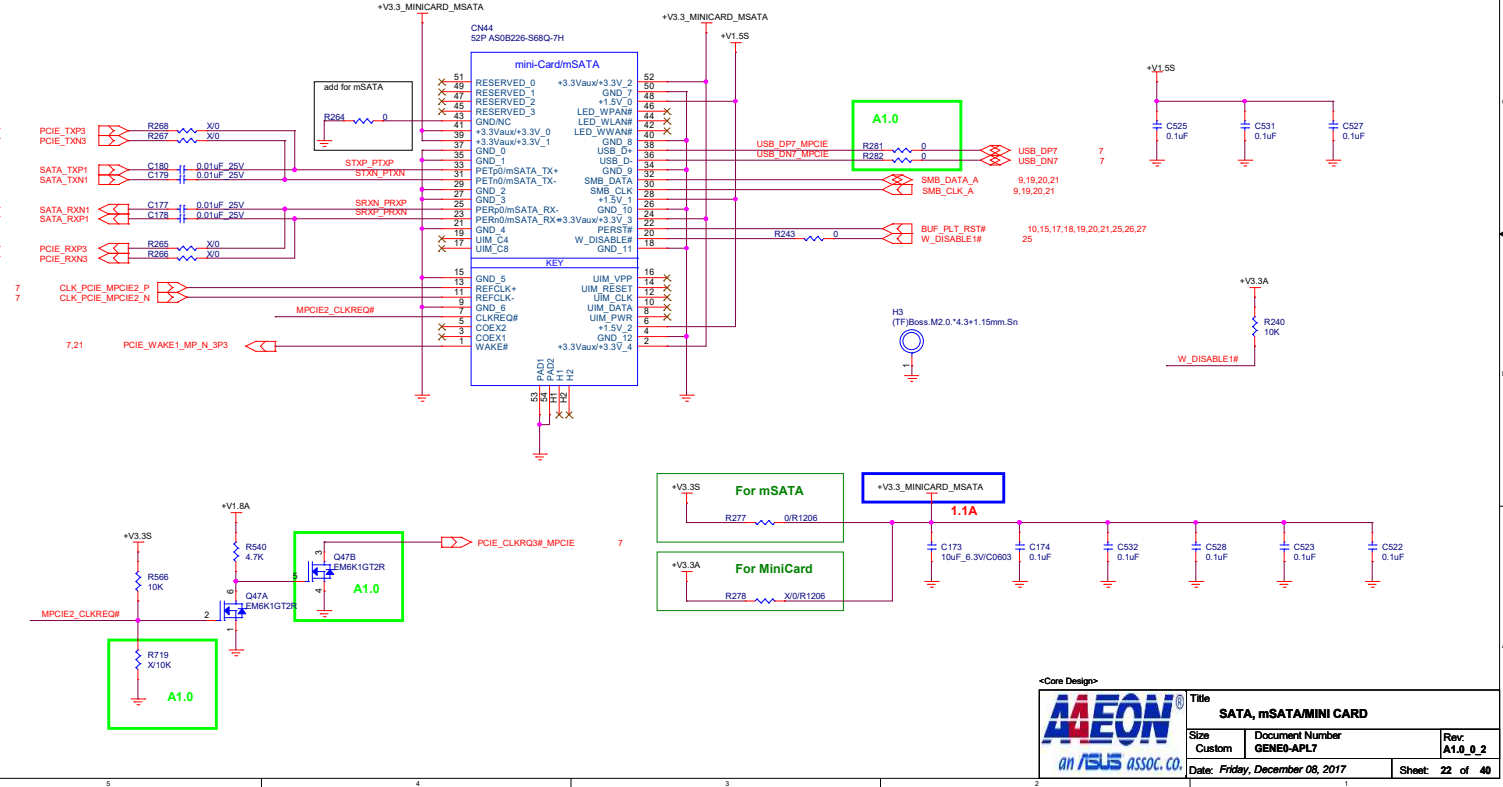 +V3.3_MINICARD_MSATA
CN44
52P AS0B226-S68Q-7H
mini-Card/mSATA
51 RESERVED_0
49 RESERVED_1
47 RESERVED_2
45 RESERVED_3
43 GND/NC
41 +3.3Vaux/+3.3V_0
39 +3.3Vaux/+3.3V_1
37 GND_0
35 GND_1
33 PETp0/mSATA_TX+
31 PETn0/mSATA_TX-
29 GND_2
27 GND_3
25 PERp0/mSATA_RX-
23 PERn0/mSATA_RX+
21 GND_4
19 UIM_C4
17 UIM_C8
+3.3Vaux/+3.3V_2 52
GND_7 50
+1.5V_0 48
LED_WPAN# 46
LED_WLAN# 44
LED_WWAN# 42
GND_8 40
USB_D+ 38
USB_D- 36
GND_9 34
SMB_DATA 32
SMB_CLK 30
+1.5V_1 28
GND_10 26
+3.3Vaux/+3.3V_3 24
PERST# 22
W_DISABLE# 20
GND_11 18
KEY
15 GND_5
13 REFCLK+
11 REFCLK-
9 GND_6
7 CLKREQ#
5 COEX2
3 COEX1
1 WAKE#
UIM_VPP 16
UIM_RESET 14
UIM_CLK 12
UIM_DATA 10
UIM_PWR 8
+1.5V_2 6
GND_12 4
+3.3Vaux/+3.3V_4 2
PAD1
PAD2
H1
H2
53
54
H1
H2
add for mSATA
R264 0
PCIE_TXP3 R268 X/0
PCIE_TXN3 R267 X/0
SATA_TXP1 C180 0.01uF_25V STXP_PTXP
SATA_TXN1 C179 0.01uF_25V STXN_PTXN
SATA_RXN1 C177 0.01uF_25V SRXN_PRXP
SATA_RXP1 C178 0.01uF_25V SRXP_PRXN
PCIE_RXP3 R265 X/0
PCIE_RXN3 R266 X/0
7 CLK_PCIE_MPCIE2_P
7 CLK_PCIE_MPCIE2_N
MPCIE2_CLKREQ#
7,21 PCIE_WAKE1_MP_N_3P3
+V3.3_MINICARD_MSATA
+V1.5S
A1.0
USB_DP7_MPCIE R281 0 USB_DP7 7
USB_DN7_MPCIE R282 0 USB_DN7 7
SMB_DATA_A 9,19,20,21
SMB_CLK_A 9,19,20,21
BUF_PLT_RST# 10,15,17,18,19,20,21,25,26,27
R243 0 W_DISABLE1# 25
+V1.5S
C525
0.1uF
C531
0.1uF
C527
0.1uF
H3
(TF)Boss.M2.0.*4.3+1.15mm.Sn
1
+V3.3A
R240
10K
W_DISABLE1#
+V3.3S
R566
10K
MPCIE2_CLKREQ#
R719
X/10K
A1.0
+V1.8A
R540
4.7K
6
Q47A
EM6K1GT2R
2
1
3
Q47B
EM6K1GT2R
5
4
A1.0
PCIE_CLKRQ3#_MPCIE 7
+V3.3S For mSATA
R277 0/R1206
+V3.3A For MiniCard
R278 X/0/R1206
+V3.3_MINICARD_MSATA
1.1A
C173
10uF_6.3V/C0603
C174
0.1uF
C532
0.1uF
C528
0.1uF
C523
0.1uF
C522
0.1uF
<Core Design>
AAEON®
an ASUS assoc. co.
Title
SATA, mSATA/MINI CARD
Size
Custom
Document Number
GENE0-APL7
Rev:
A1.0_0_2
Date: Friday, December 08, 2017
Sheet: 22 of 40
5 4 3 2 1